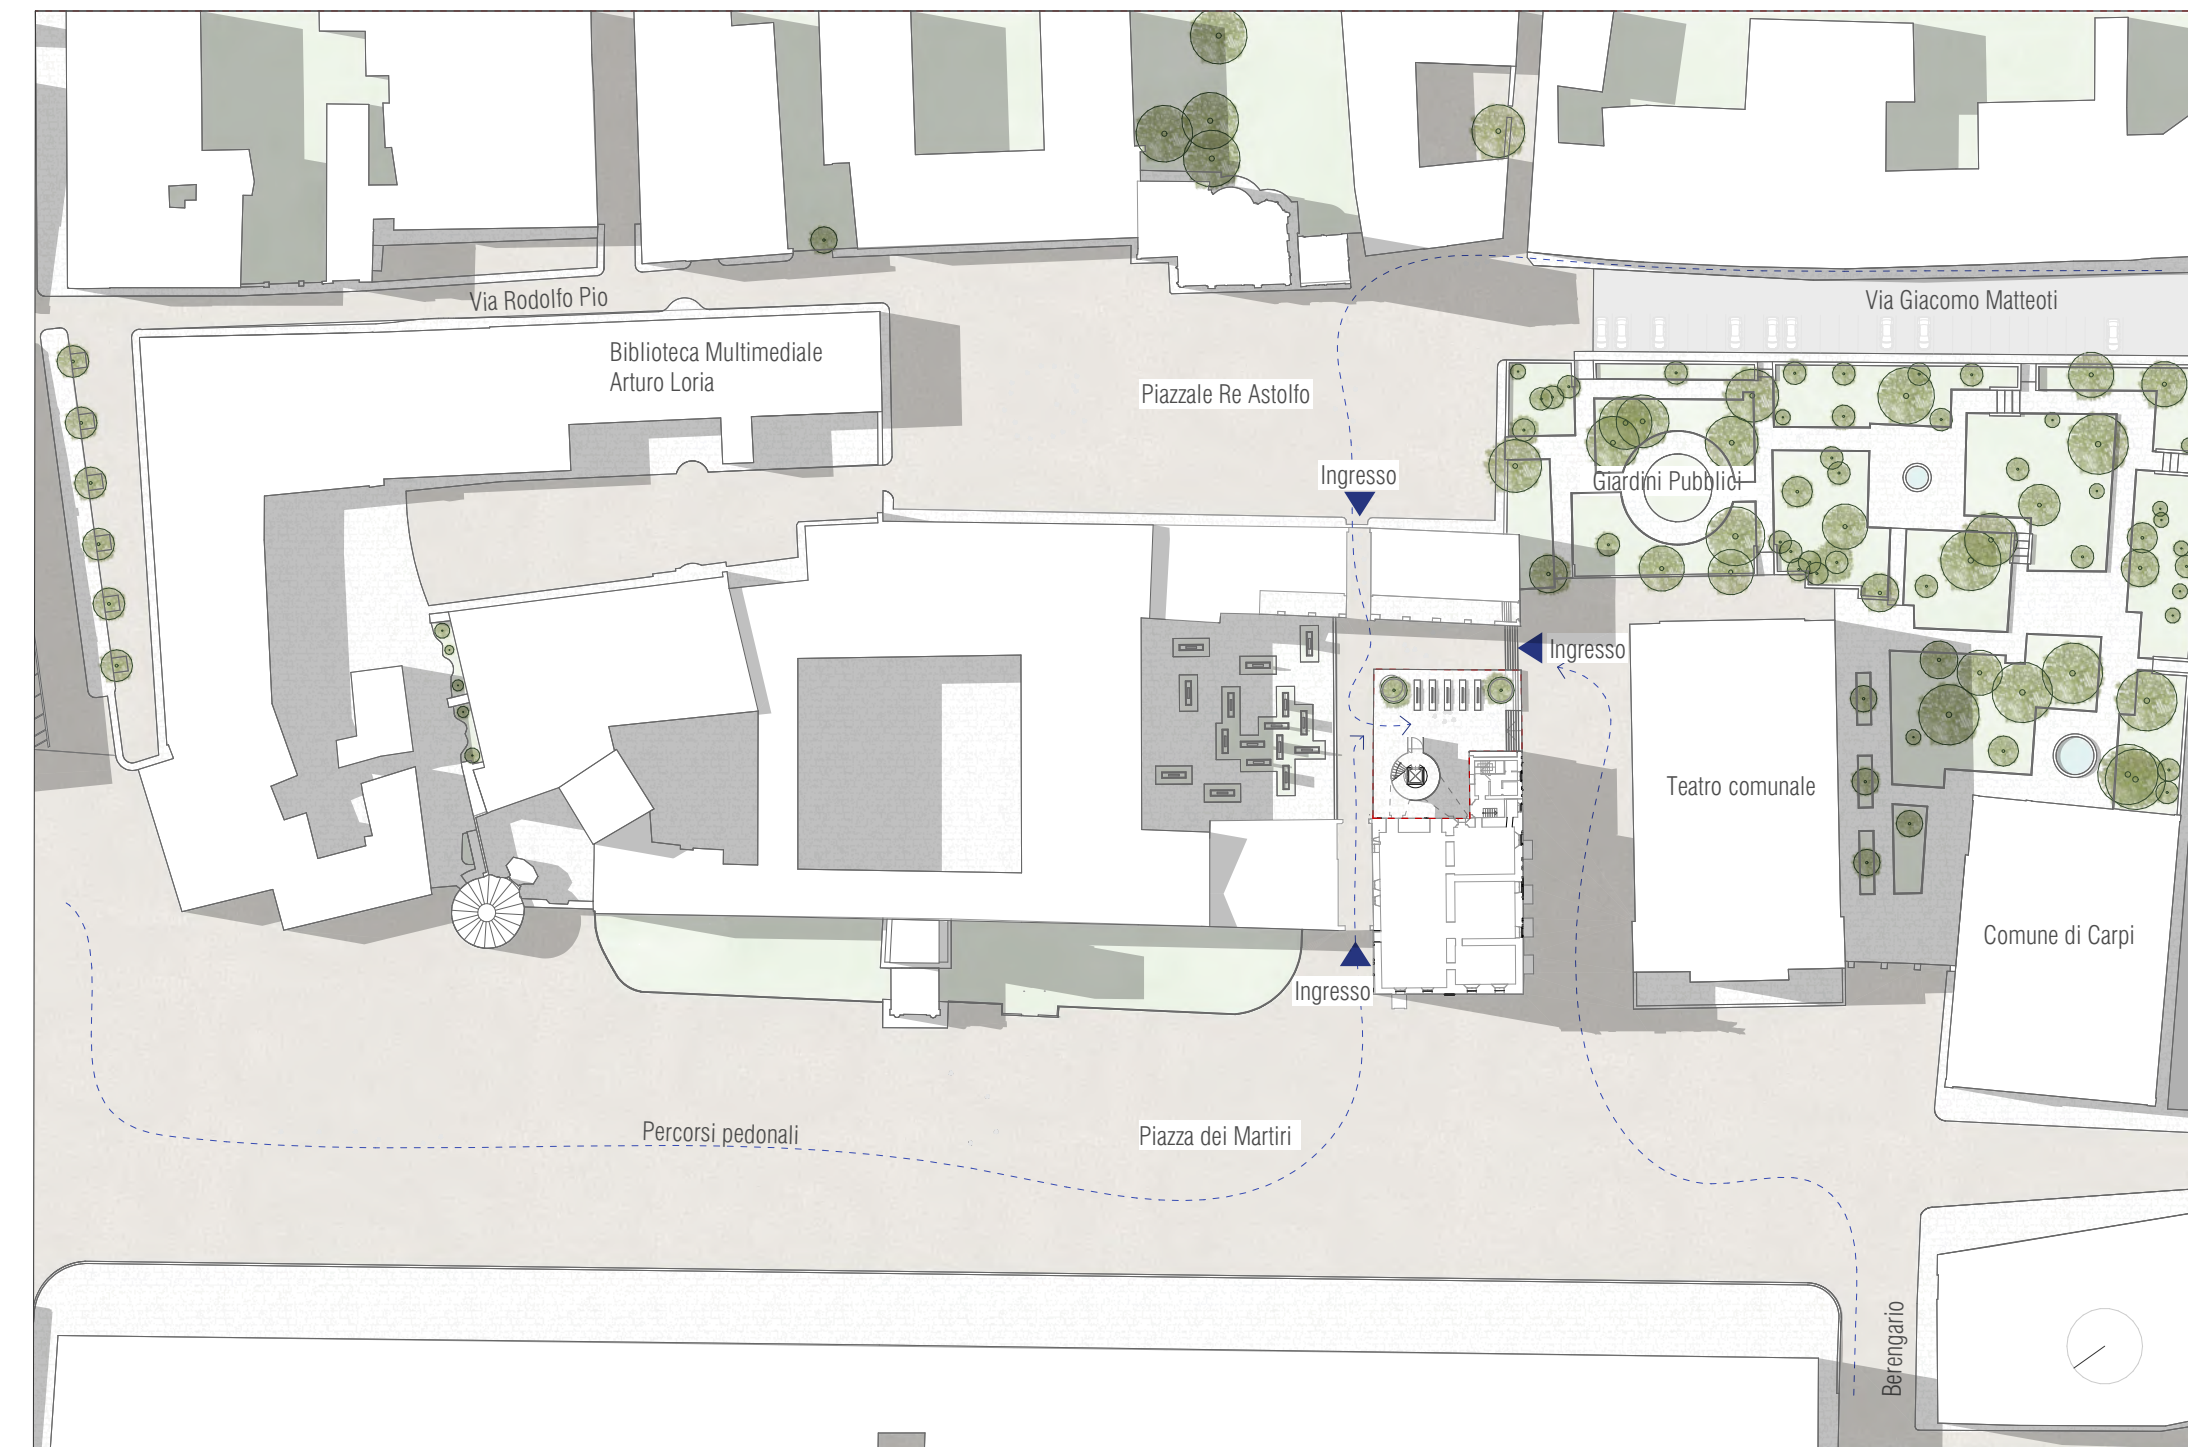 Via Rodolfo Pio
Via Giacomo Matteoti
Biblioteca Multimediale
Arturo Loria
Piazzale Re Astolfo
Ingresso
Giardini Pubblici
Ingresso
Teatro comunale
Comune di Carpi
Ingresso
Percorsi pedonali
Piazza dei Martiri
Berengario